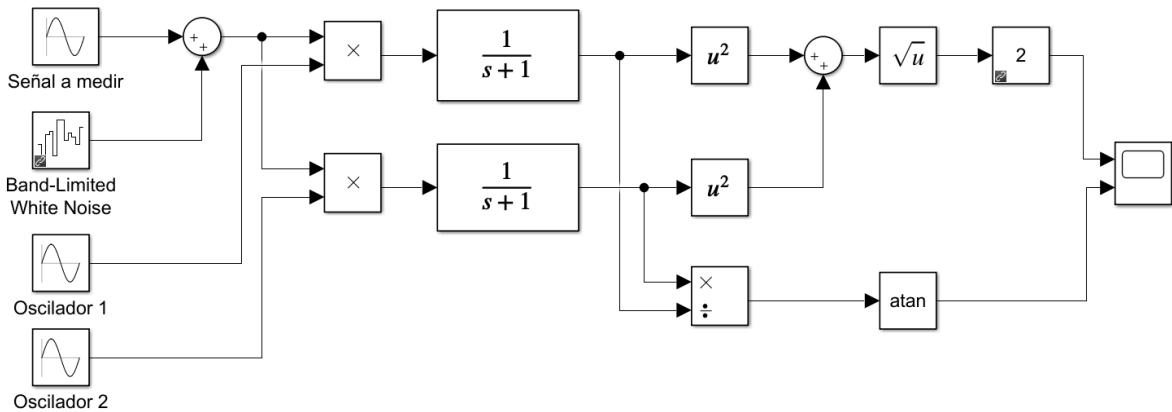 Señal a medir
+
+
×
1
s + 1
u²
+
+
√u
2
Band-Limited
White Noise
×
1
s + 1
u²
Oscilador 1
×
÷
atan
Oscilador 2